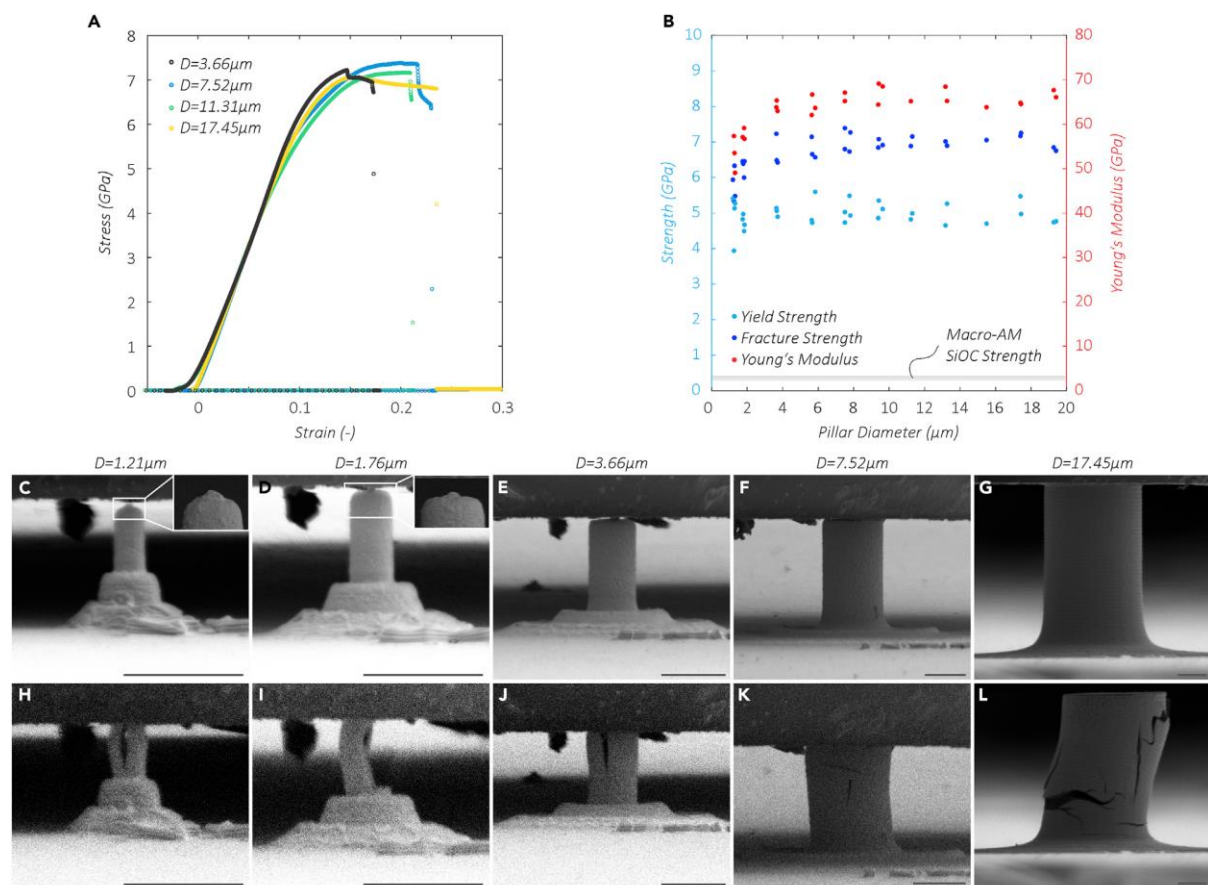 A
8
7
6
5
4
3
2
1
0
Stress (GPa)
D=3.66μm
D=7.52μm
D=11.31μm
D=17.45μm
0
0.1
0.2
0.3
Strain (-)
B
10
9
8
7
6
5
4
3
2
1
0
Strength (GPa)
Yield Strength
Fracture Strength
Young's Modulus
Macro-AM
SiOC Strength
80
70
60
50
40
30
20
10
0
Young's Modulus (GPa)
0 2 4 6 8 10 12 14 16 18 20
Pillar Diameter (μm)
D=1.21μm
D=1.76μm
D=3.66μm
D=7.52μm
D=17.45μm
C
D
E
F
G
H
I
J
K
L